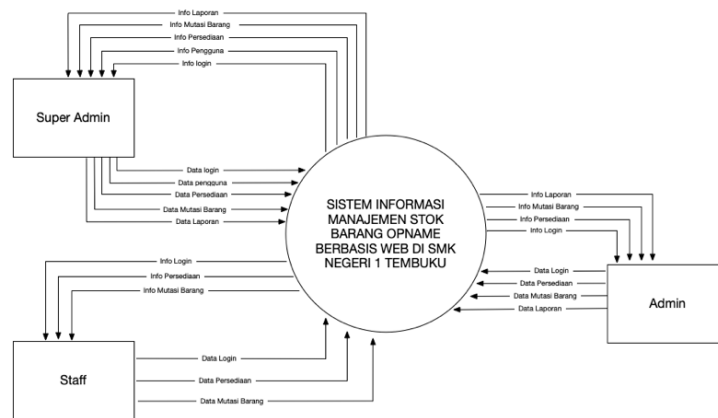 Info Laporan
Info Mutasi Barang
Info Persediaan
Info Pengguna
Info login
Super Admin
Data login
Data pengguna
Data Persediaan
Data Mutasi Barang
Data Laporan
SISTEM INFORMASI
MANAJEMEN STOK
BARANG OPNAME
BERBASIS WEB DI SMK
NEGERI 1 TEMBUKU
Info Laporan
Info Mutasi Barang
Info Persediaan
Info Login
Data Login
Data Persediaan
Data Mutasi Barang
Data Laporan
Admin
Info Login
Info Persediaan
Info Mutasi Barang
Staff
Data Login
Data Persediaan
Data Mutasi Barang